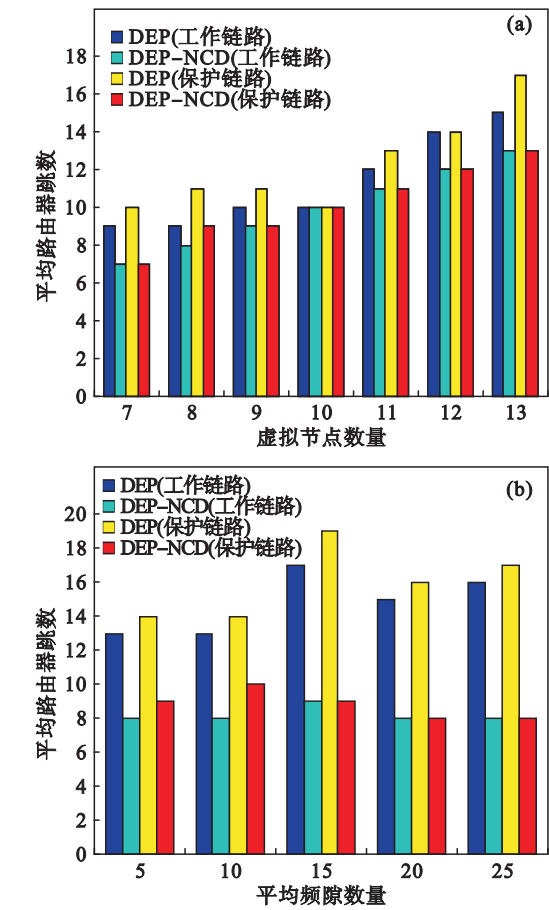 (a)
DEP(工作链路)
DEP-NCD(工作链路)
DEP(保护链路)
DEP-NCD(保护链路)
平均路由器跳数
18
16
14
12
10
8
6
4
2
0
7 8 9 10 11 12 13
虚拟节点数量
(b)
DEP(工作链路)
DEP-NCD(工作链路)
DEP(保护链路)
DEP-NCD(保护链路)
平均路由器跳数
20
18
16
14
12
10
8
6
4
2
0
5 10 15 20 25
平均频隙数量